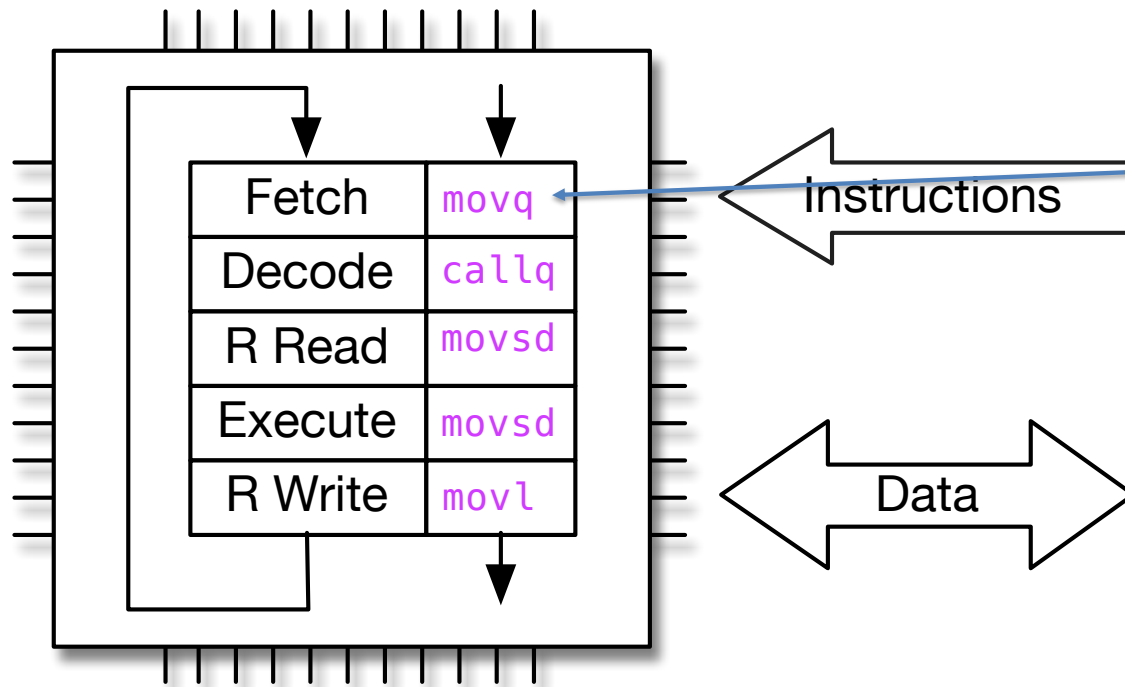 Fetch movq
Instructions
Decode callq
R Read movsd
Execute movsd
R Write movl
Data